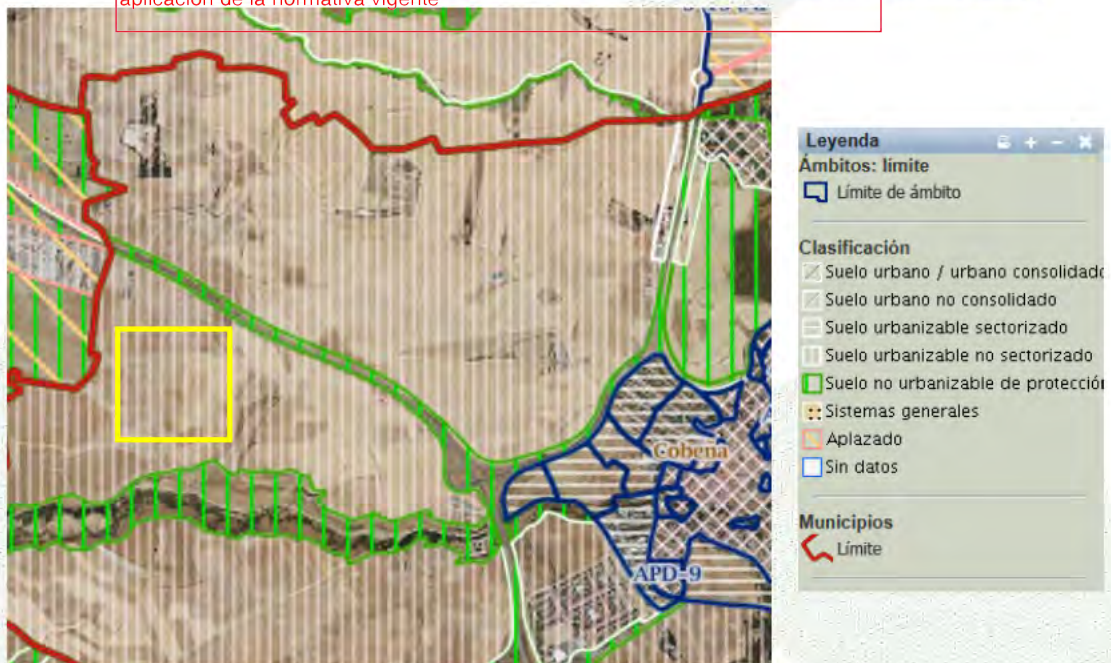 aplicación de la normativa vigente
Cobeña
APD-9
Leyenda
Ámbitos: límite
Límite de ámbito
Clasificación
Suelo urbano / urbano consolidado
Suelo urbano no consolidado
Suelo urbanizable sectorizado
Suelo urbanizable no sectorizado
Suelo no urbanizable de protección
Sistemas generales
Aplazado
Sin datos
Municipios
Límite